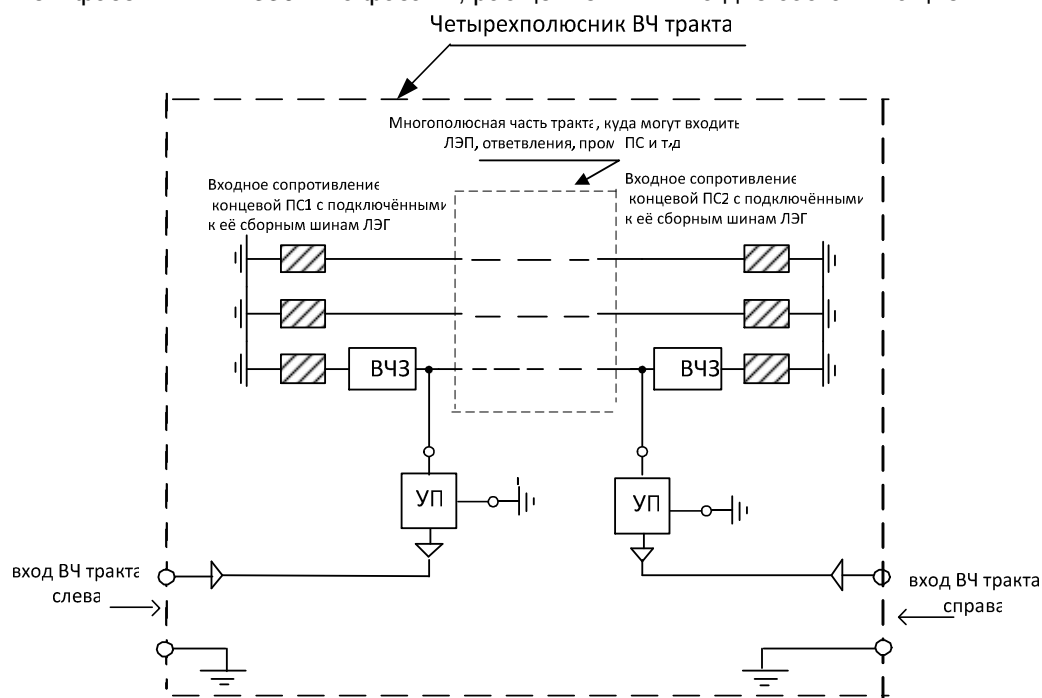 Четырехполюсник ВЧ тракта
Многополюсная часть тракта, куда могут входить
ЛЭП, ответвления, пром ПС и т,д
Входное сопротивление
концевой ПС1 с подключёнными
к её сборным шинам ЛЭГ
Входное сопротивление
концевой ПС2 с подключёнными
к её сборным шинам ЛЭГ
ВЧЗ
ВЧЗ
УП
УП
вход ВЧ тракта
слева
вход ВЧ тракта
справа